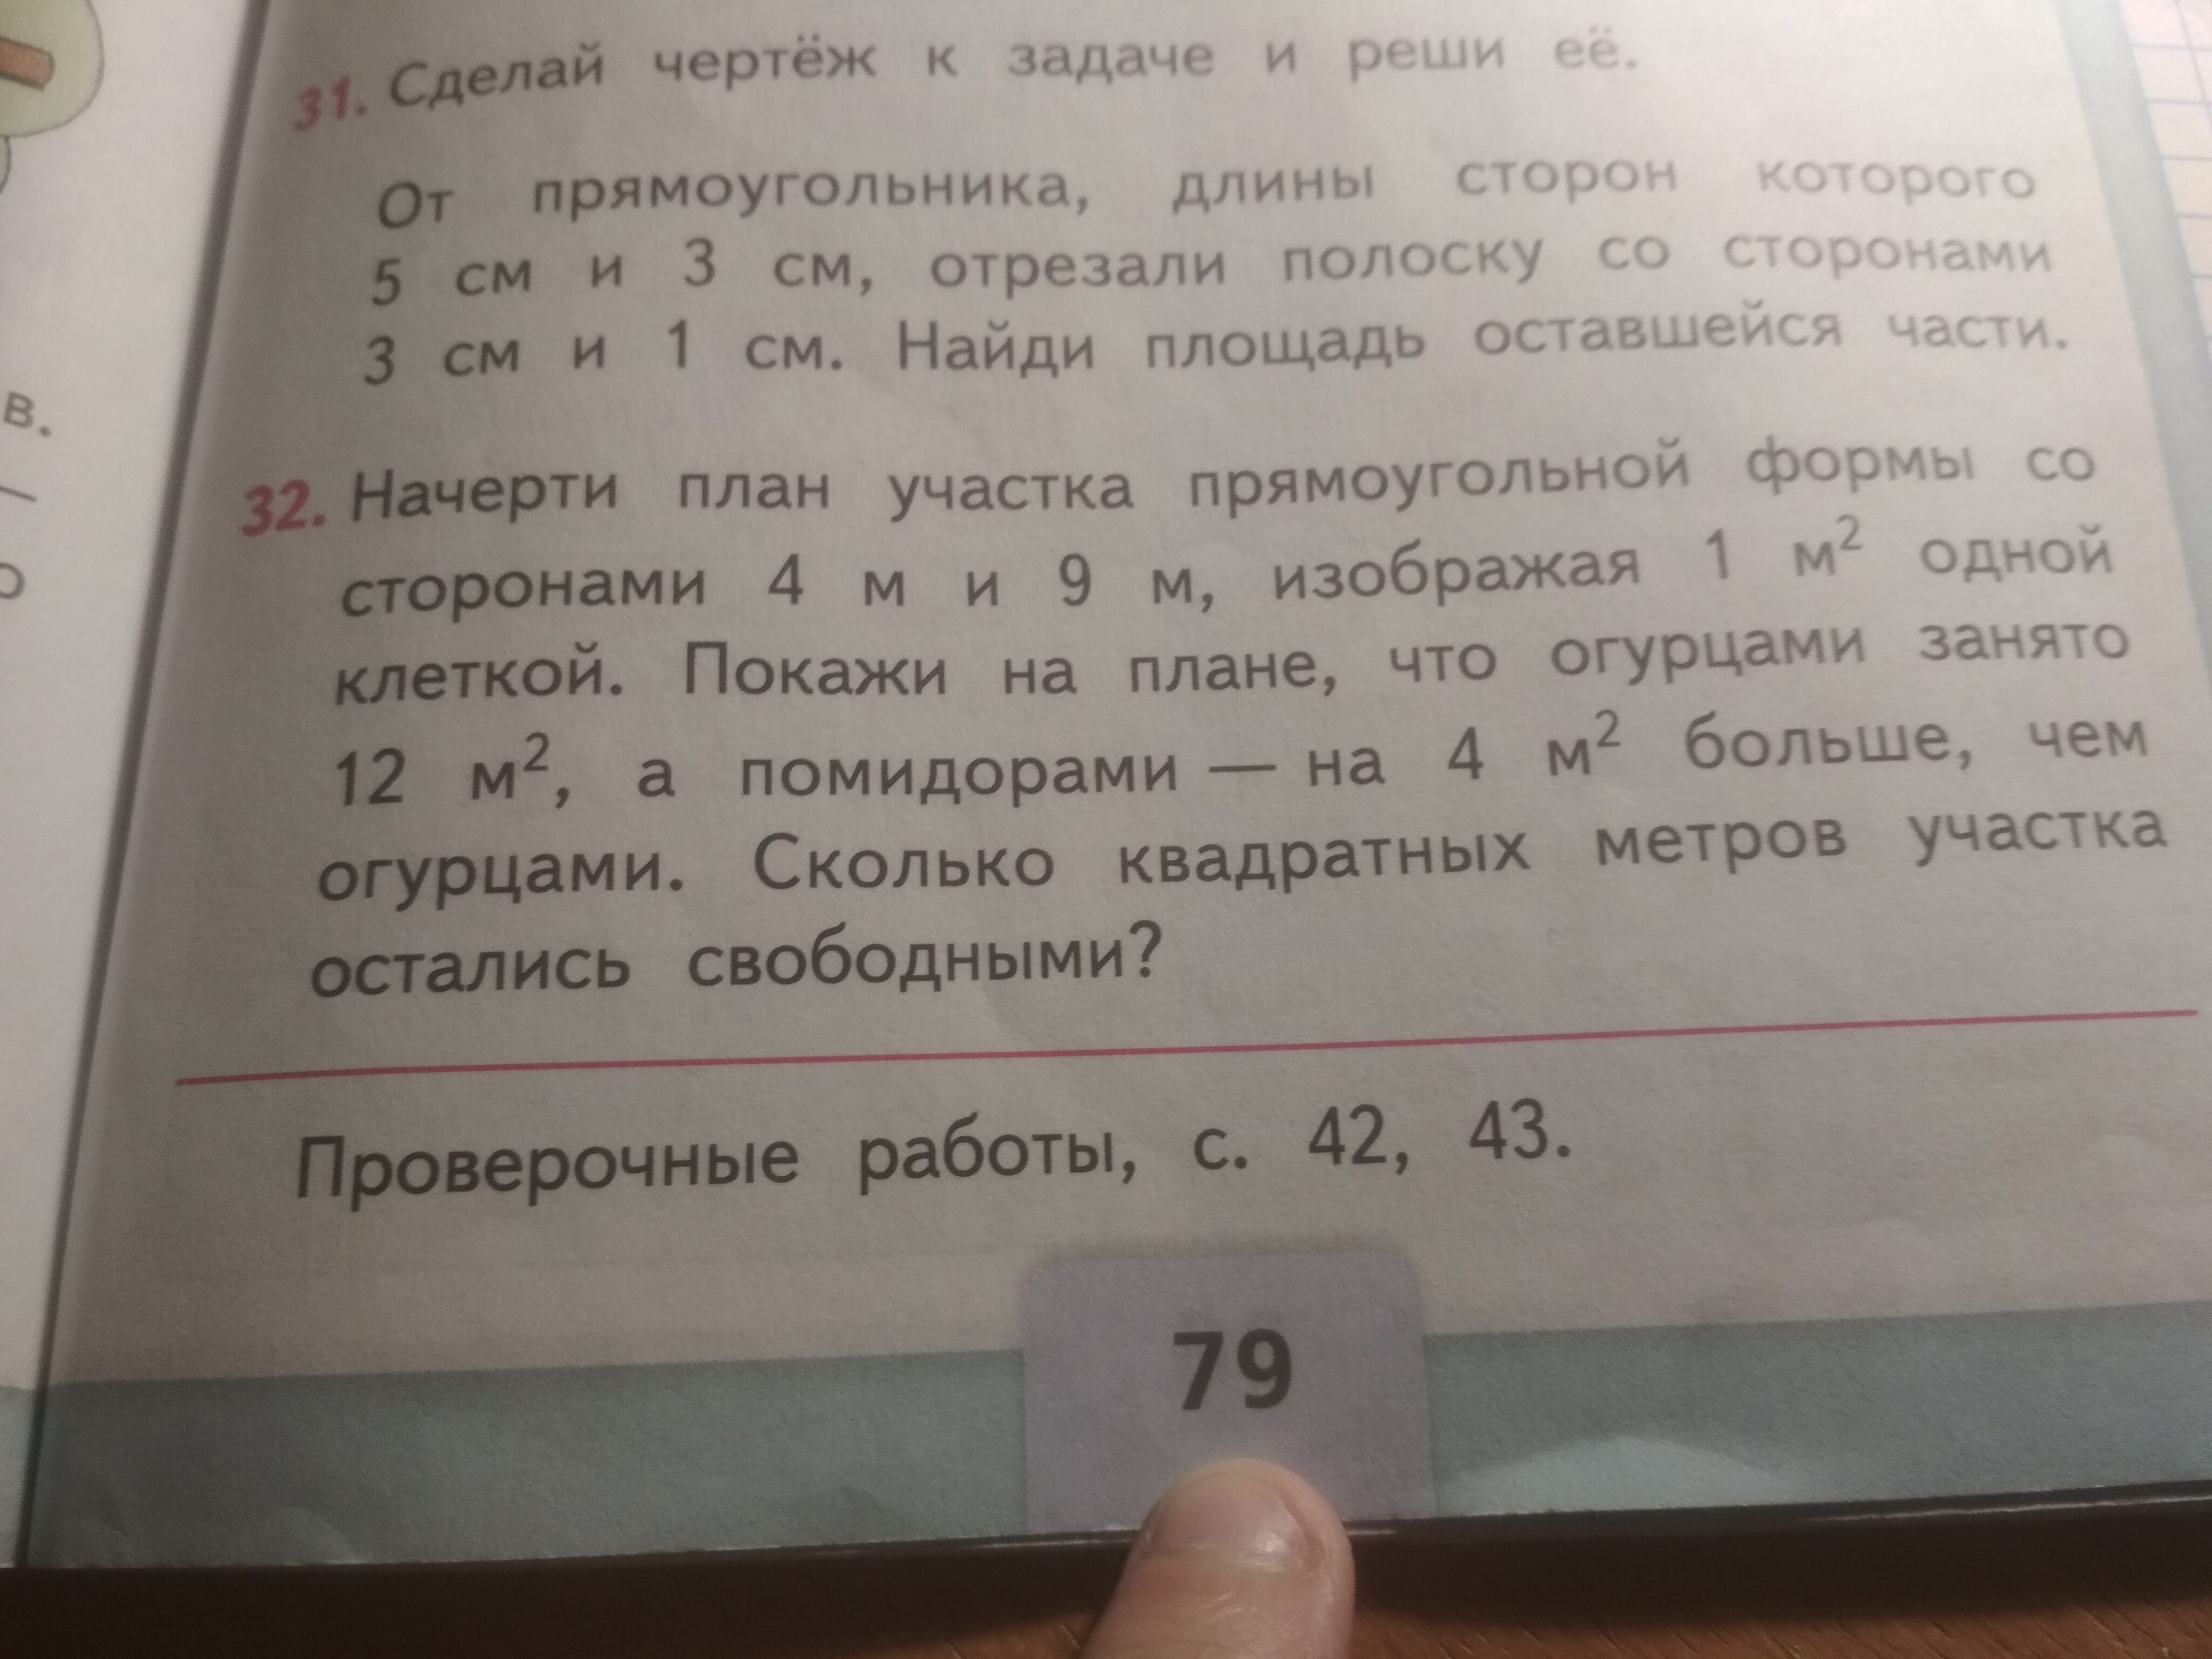 31. Сделай чертёж к задаче и реши её.
От прямоугольника, длины сторон которого
5 см и 3 см, отрезали полоску со сторонами
3 см и 1 см. Найди площадь оставшейся части.
32. Начерти план участка прямоугольной формы со
сторонами 4 м и 9 м, изображая 1 м² одной
клеткой. Покажи на плане, что огурцами занято
12 м², а помидорами — на 4 м² больше, чем
огурцами. Сколько квадратных метров участка
остались свободными?
Проверочные работы, с. 42, 43.
79
в.